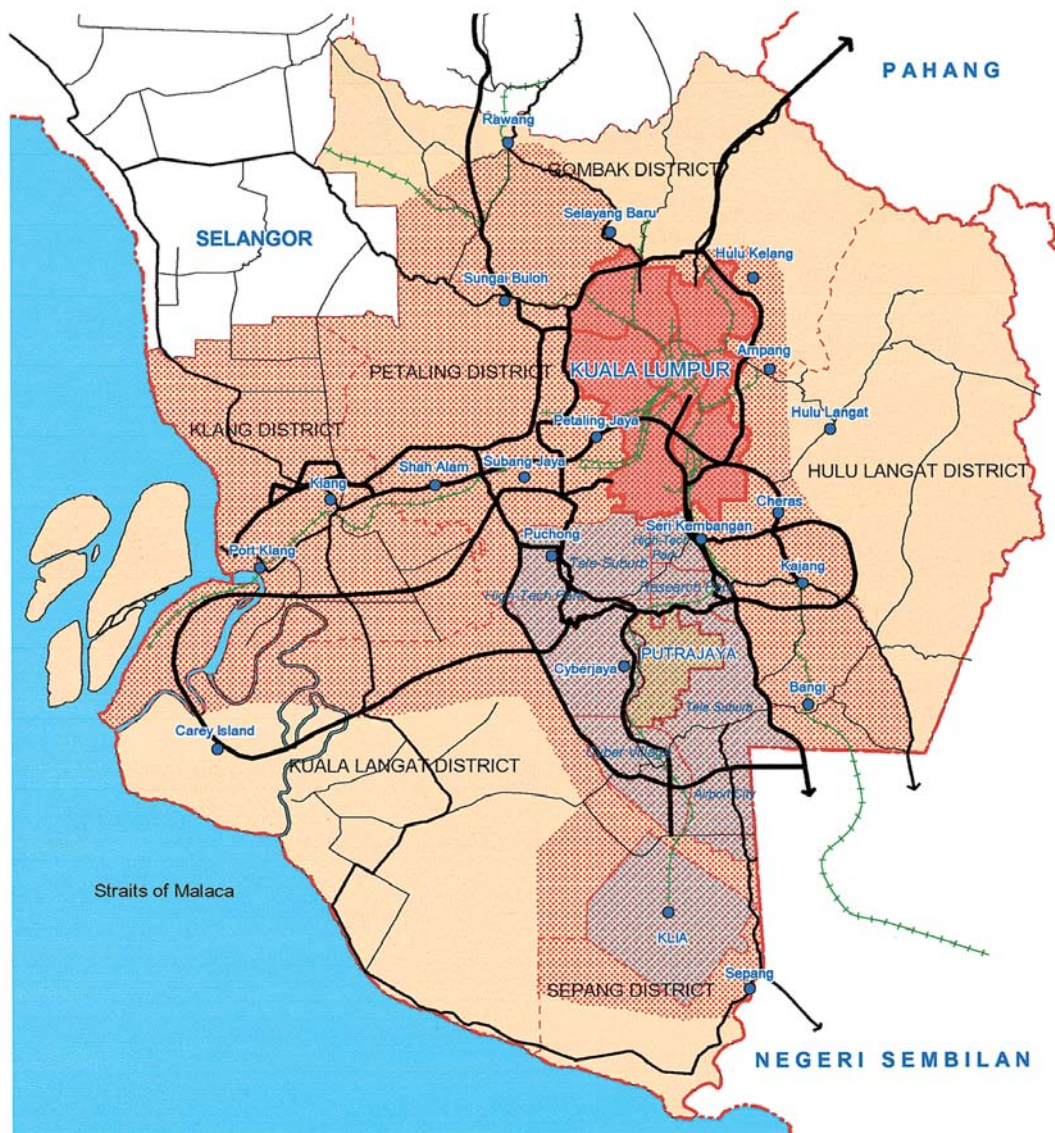 PAHANG
Rawang
GOMBAK DISTRICT
Selayang Baru
SELANGOR
Hulu Kelang
Sungai Buloh
Ampang
PETALING DISTRICT
KUALA LUMPUR
Hulu Langat
Petaling Jaya
KLANG DISTRICT
Subang Jaya
Shah Alam
HULU LANGAT DISTRICT
Klang
Cheras
Puchong
Seri Kembangan
High-Tech
Park
Port Klang
Tele-Suburb
Kajang
Research Park
High-Tech Park
PUTRAJAYA
Cyberjaya
Bangi
Tele Suburb
Carey Island
Cyber Village
KUALA LANGAT DISTRICT
Airport City
Straits of Malaca
KLIA
Sepang
SEPANG DISTRICT
NEGERI SEMBILAN